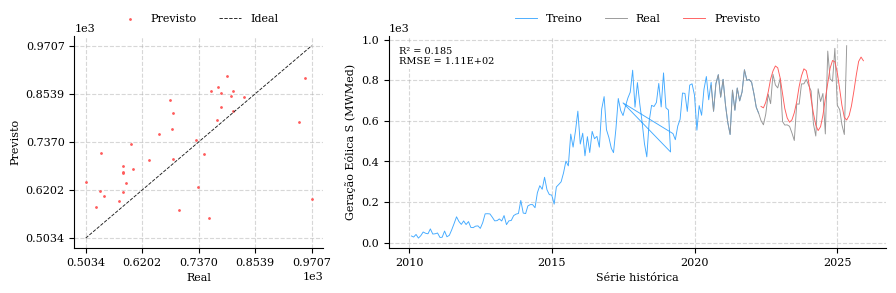 Previsto Ideal
1e3
0.9707
0.8539
0.7370
0.6202
0.5034
Previsto
0.5034 0.6202 0.7370 0.8539 0.9707
1e3
Real
Treino Real Previsto
1e3
R² = 0.185
RMSE = 1.11E+02
1.0
0.8
0.6
0.4
0.2
0.0
Geração Eólica S (MWMed)
2010 2015 2020 2025
Série histórica